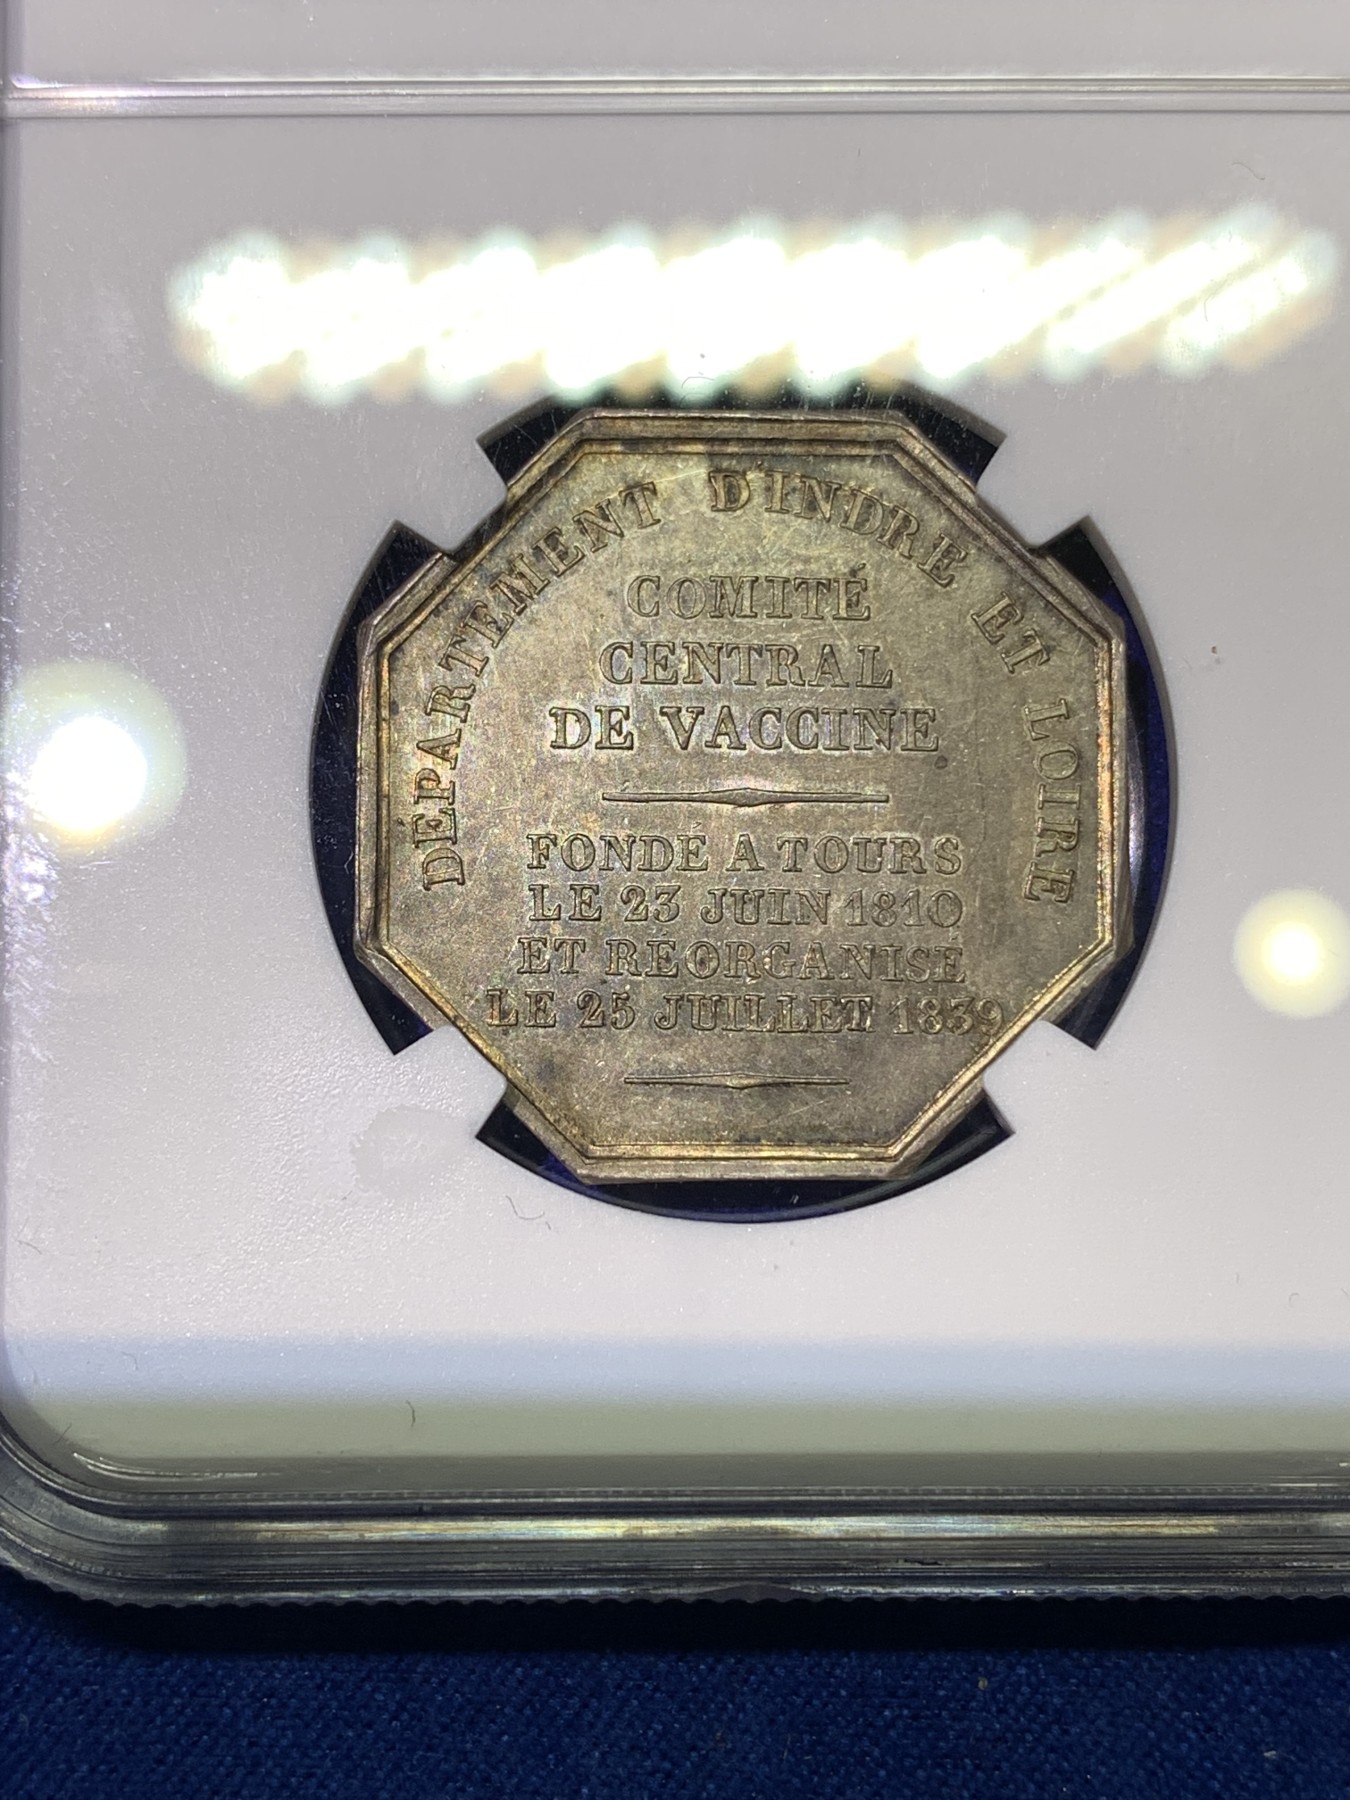 DÉPARTEMENT D'INDRE ET LOIRE
COMITÉ
CENTRAL
DE VACCINE
FONDÉ A TOURS
LE 23 JUIN 1810
ET RÉORGANISÉ
LE 25 JUILLET 1839